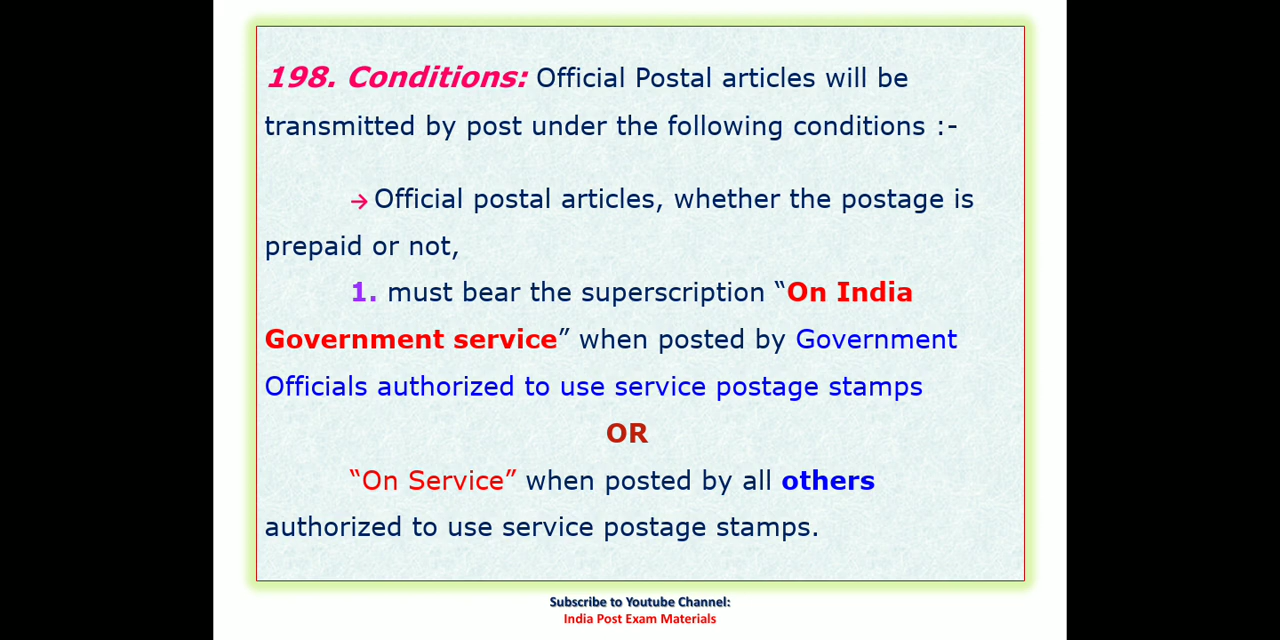 198. Conditions: Official Postal articles will be
transmitted by post under the following conditions :-
→ Official postal articles, whether the postage is
prepaid or not,
1. must bear the superscription “On India
Government service” when posted by Government
Officials authorized to use service postage stamps
OR
“On Service” when posted by all others
authorized to use service postage stamps.
Subscribe to Youtube Channel:
India Post Exam Materials